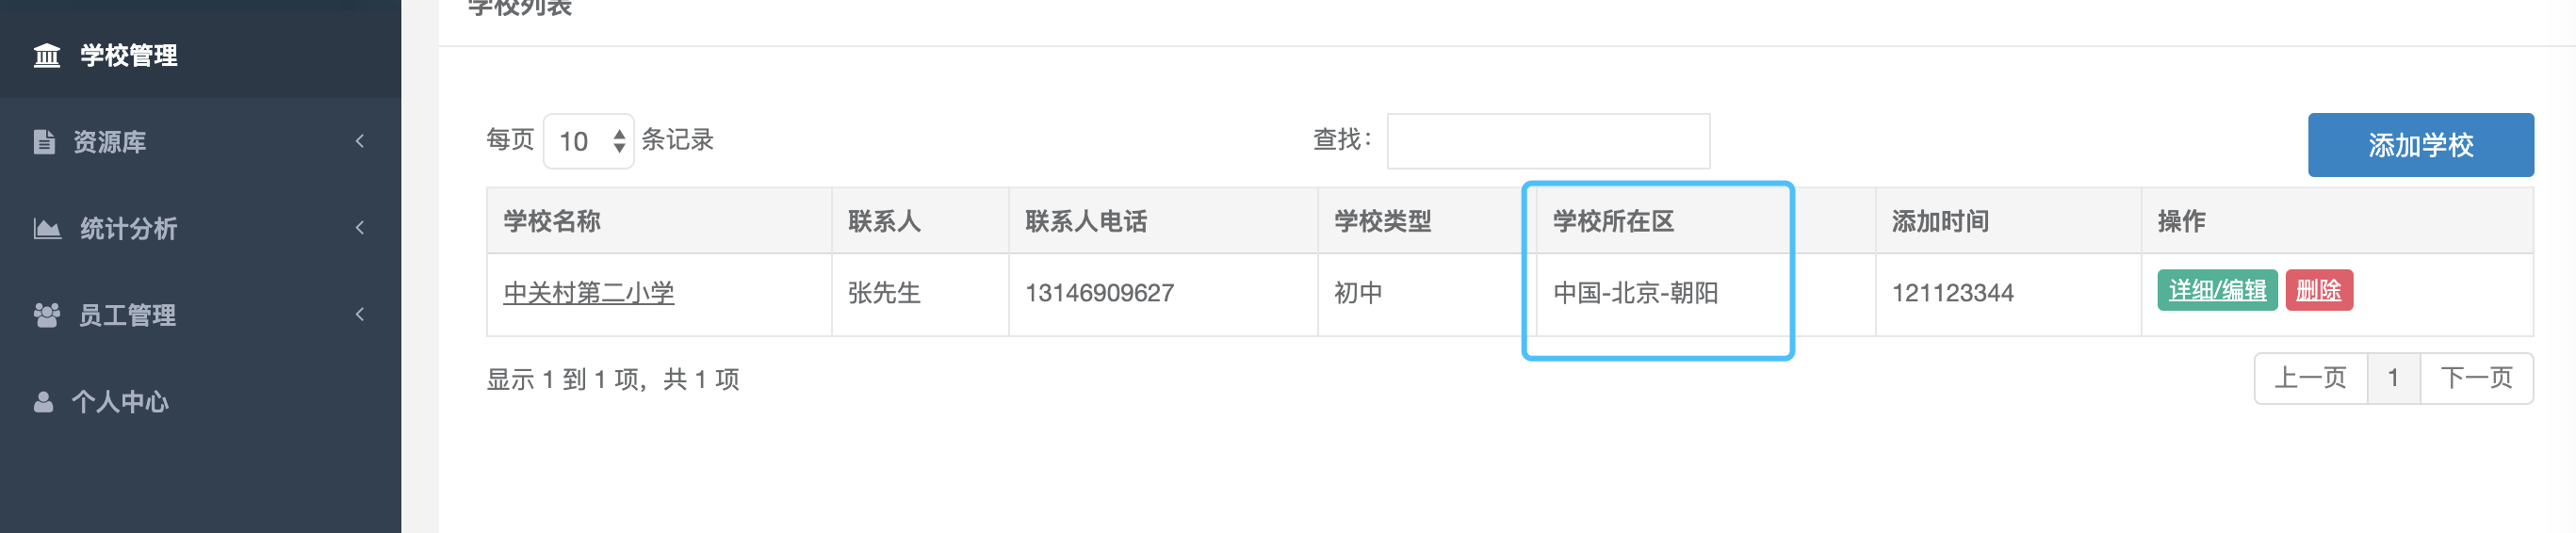 学校列表
学校管理
资源库
统计分析
员工管理
个人中心
每页 10 条记录
查找：
添加学校
学校名称 联系人 联系人电话 学校类型 学校所在区 添加时间 操作
中关村第二小学 张先生 13146909627 初中 中国-北京-朝阳 121123344 详细/编辑 删除
显示 1 到 1 项，共 1 项
上一页 1 下一页